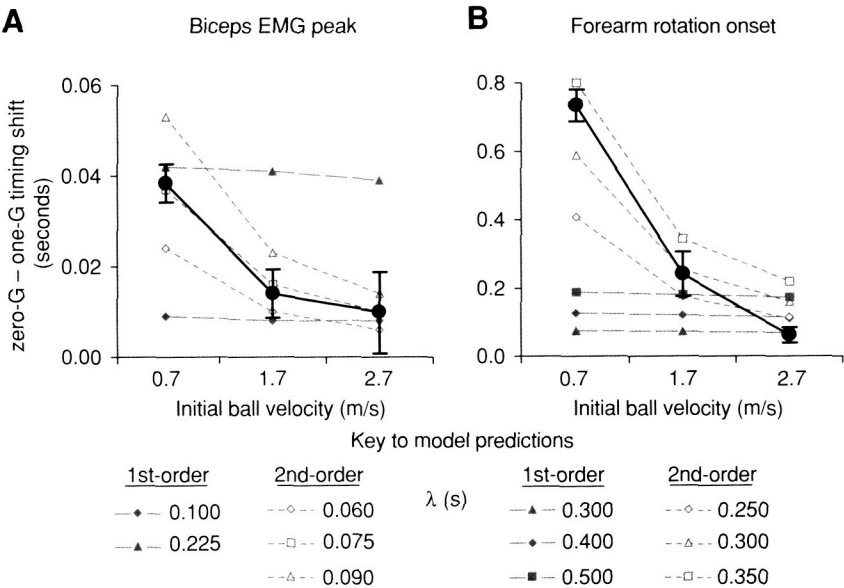 A
Biceps EMG peak
zero-G – one-G timing shift
(seconds)
0.06
0.04
0.02
0.00
0.7 1.7 2.7
Initial ball velocity (m/s)
B
Forearm rotation onset
0.8
0.6
0.4
0.2
0.0
0.7 1.7 2.7
Initial ball velocity (m/s)
Key to model predictions
1st-order 2nd-order
0.100 0.060
0.225 0.075
0.090
λ (s)
1st-order 2nd-order
0.300 0.250
0.400 0.300
0.500 0.350